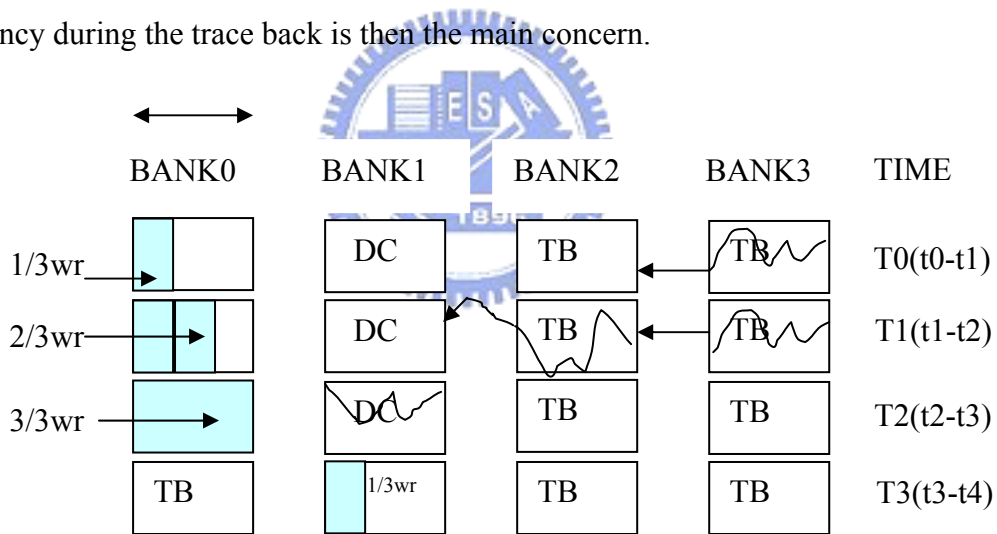 ncy during the trace back is then the main concern.
E S A
BANK0 BANK1 BANK2 BANK3 TIME
1896
1/3wr DC TB TB T0(t0-t1)
2/3wr DC TB TB T1(t1-t2)
3/3wr DC TB TB T2(t2-t3)
TB 1/3wr TB TB T3(t3-t4)